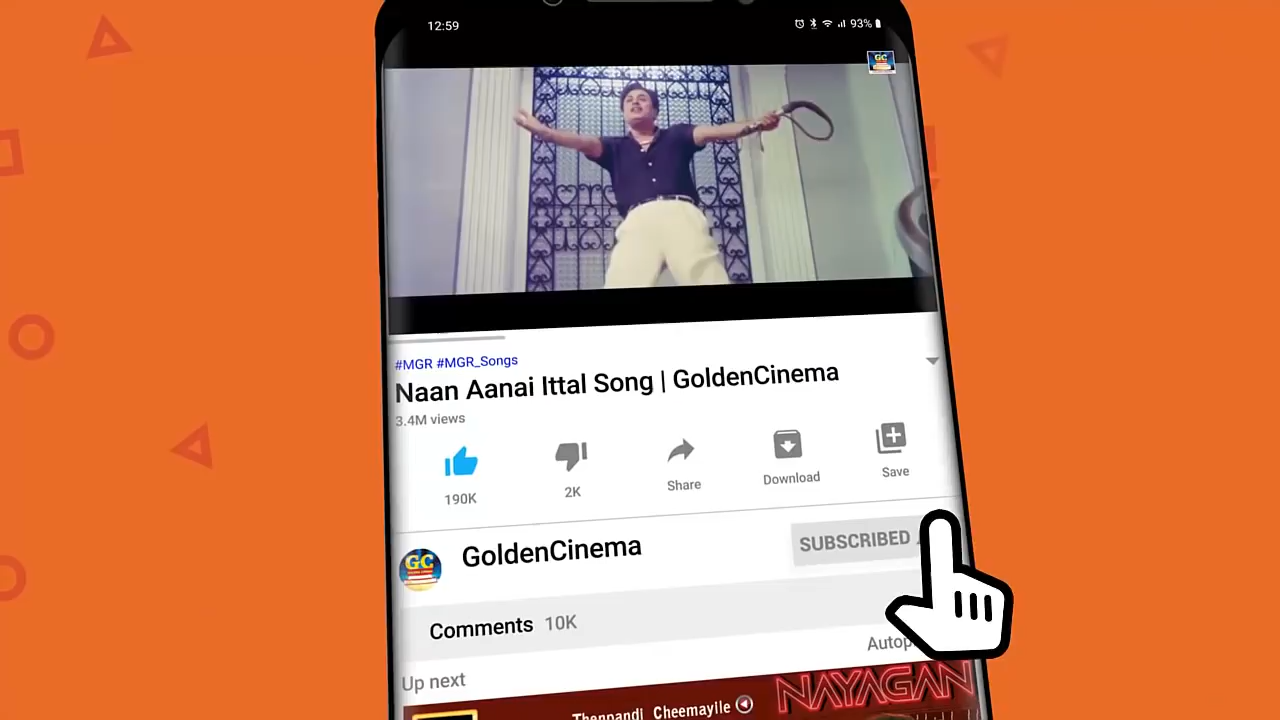 12:59
93%
GC
#MGR #MGR_Songs
Naan Aanai Ittal Song | GoldenCinema
3.4M views
190K
2K
Share
Download
Save
GC
GoldenCinema
SUBSCRIBED
Comments 10K
Up next
Thenpandi Cheemayile
NAYAGAN